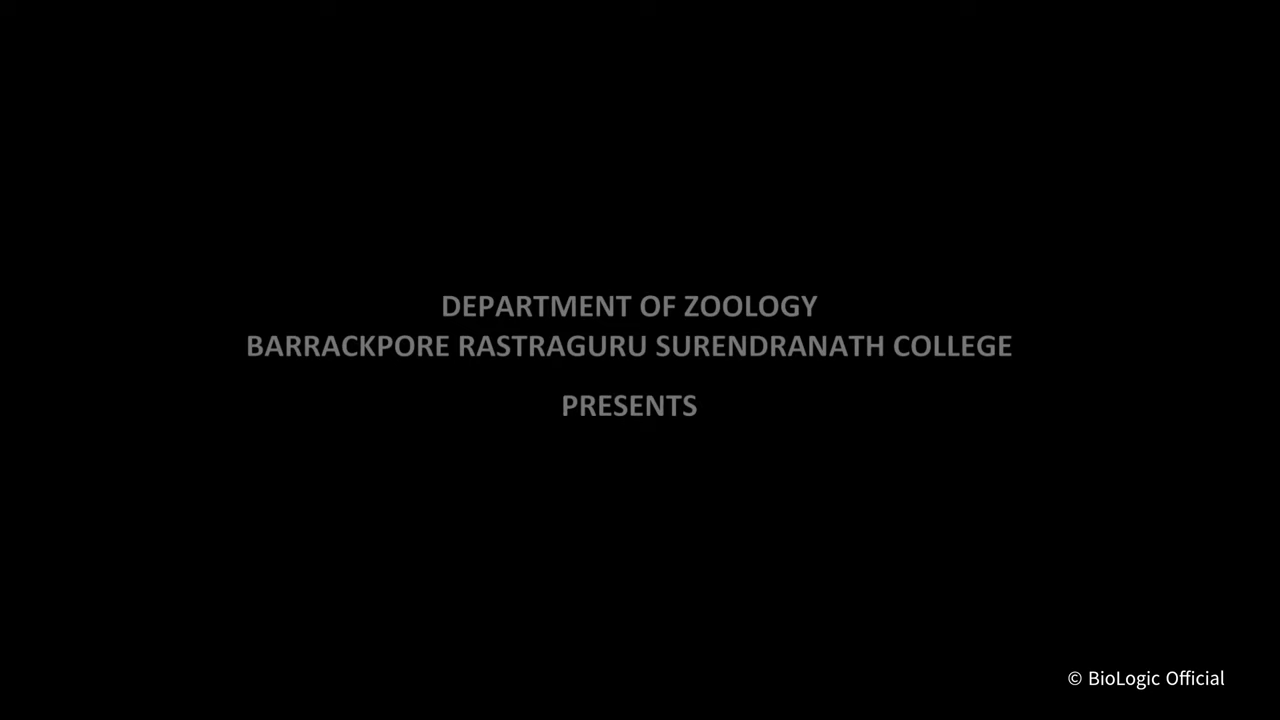 DEPARTMENT OF ZOOLOGY
BARRACKPORE RASTRAGURU SURENDRANATH COLLEGE
PRESENTS
© BioLogic Official